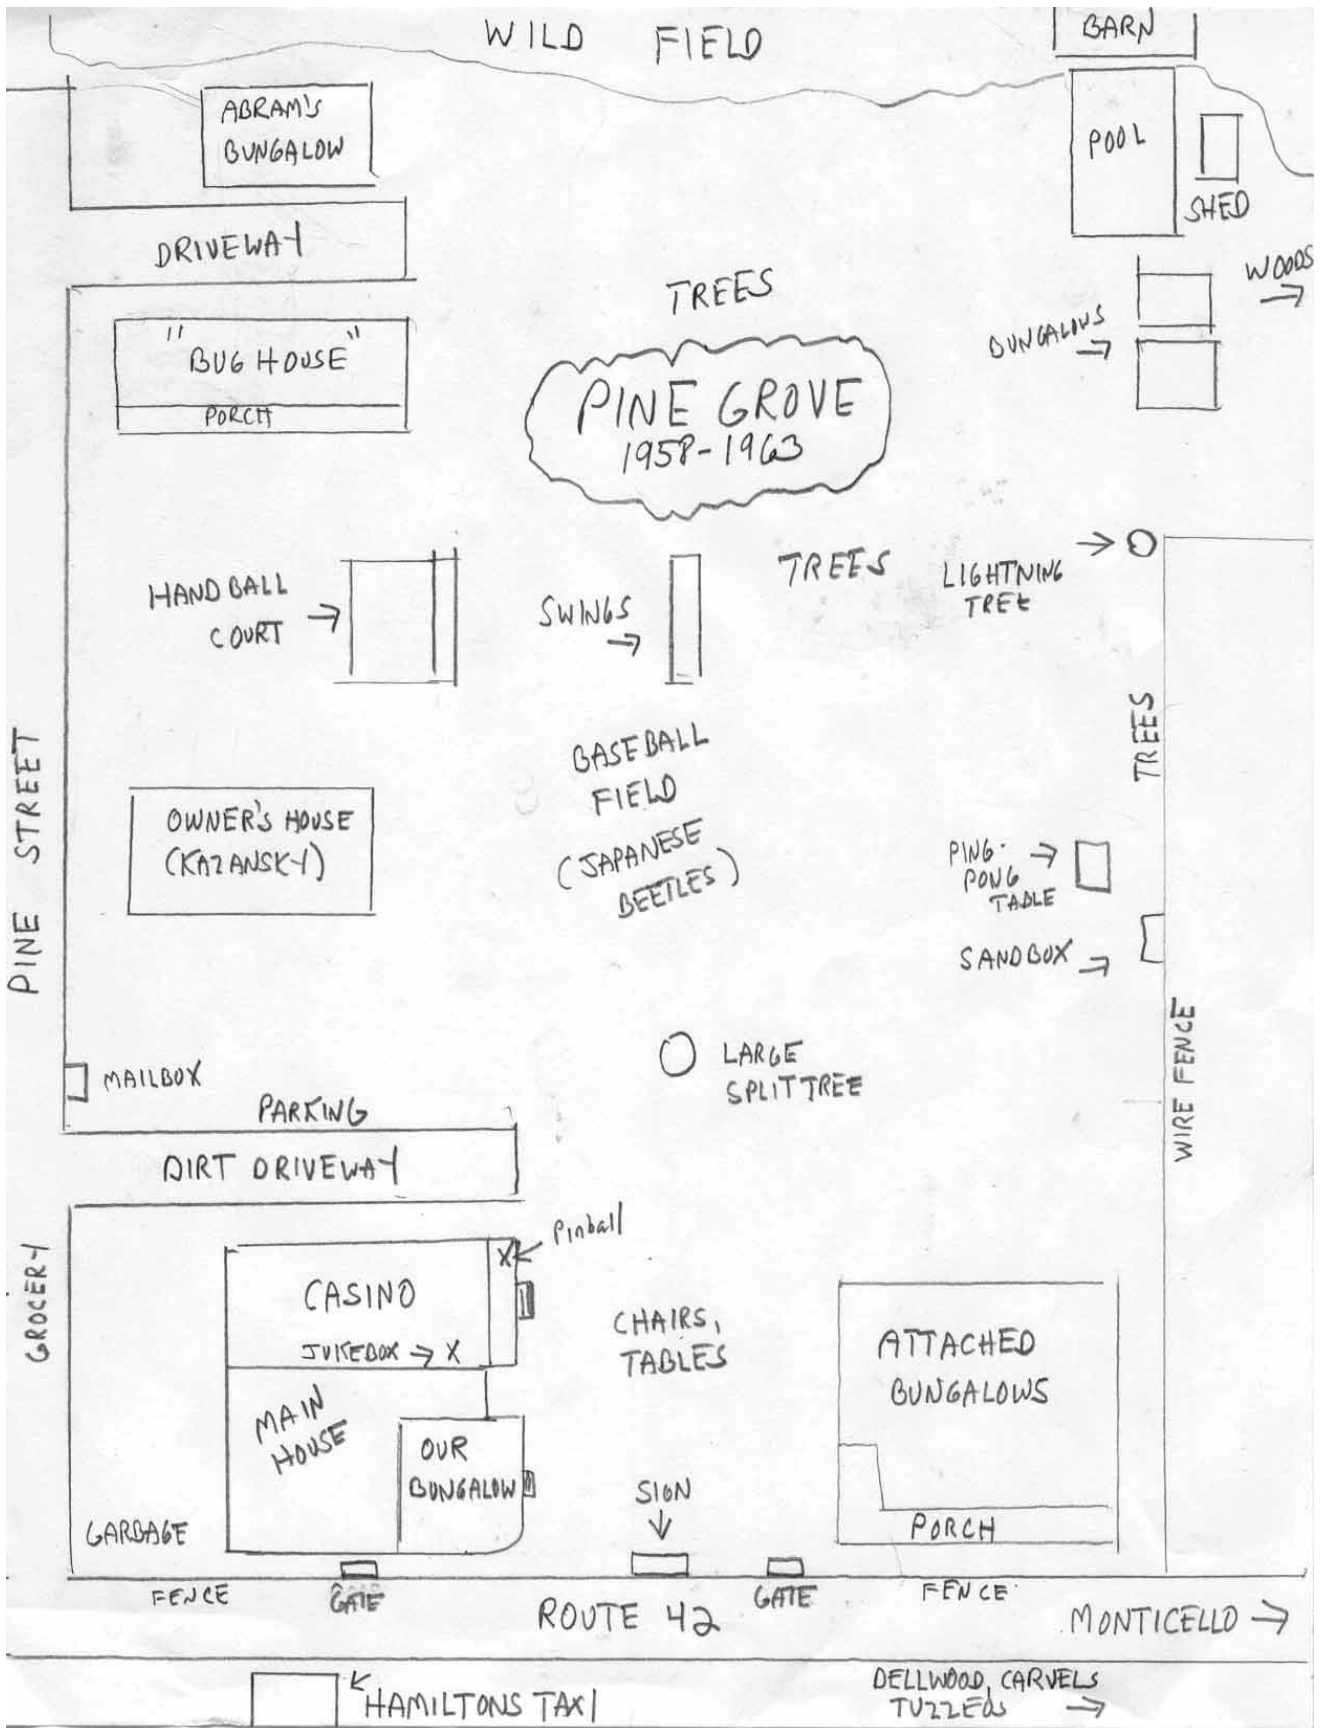 WILD FIELD
BARN
ABRAM'S
BUNGALOW
POOL
SHED
DRIVEWAY
WOODS
TREES
BUNGALOWS
"BUG HOUSE"
PORCH
PINE GROVE
1958-1963
HANDBALL
COURT
SWINGS
TREES
LIGHTNING
TREE
PINE STREET
BASEBALL
FIELD
(JAPANESE
BEETLES)
TREES
OWNER'S HOUSE
(KAZANSKY)
PING-
PONG
TABLE
SANDBOX
WIRE FENCE
LARGE
SPLIT TREE
MAILBOX
PARKING
DIRT DRIVEWAY
GROCERY
Pinball
X
CASINO
JUKEBOX → X
CHAIRS,
TABLES
ATTACHED
BUNGALOWS
MAIN
HOUSE
OUR
BUNGALOW
SIGN
GARBAGE
PORCH
FENCE
GATE
ROUTE 42
GATE
FENCE
MONTICELLO →
HAMILTONS TAXI
DELLWOOD, CARVELS
TUZZEOS →